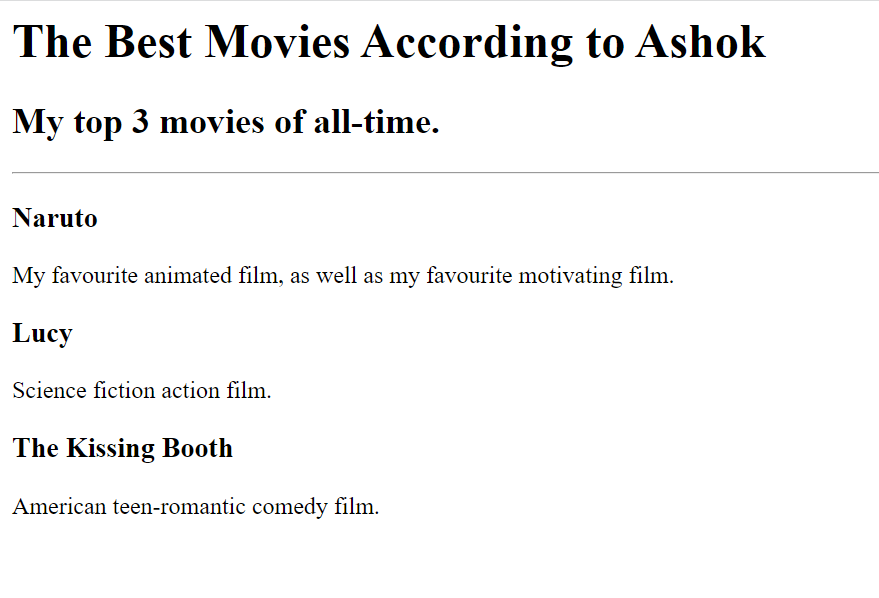 The Best Movies According to Ashok
My top 3 movies of all-time.
Naruto
My favourite animated film, as well as my favourite motivating film.
Lucy
Science fiction action film.
The Kissing Booth
American teen-romantic comedy film.